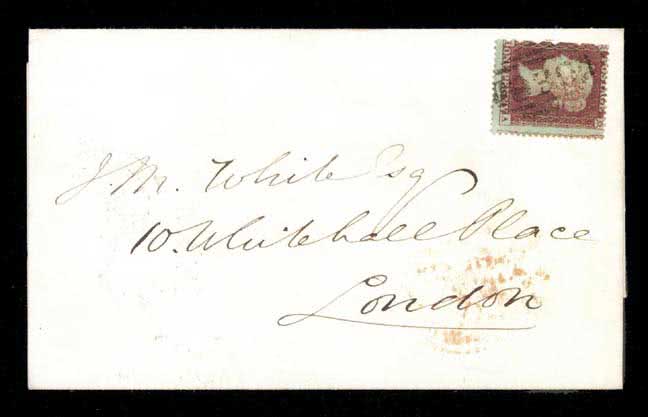 J. M. White Esq
10. Whitehall Place
London